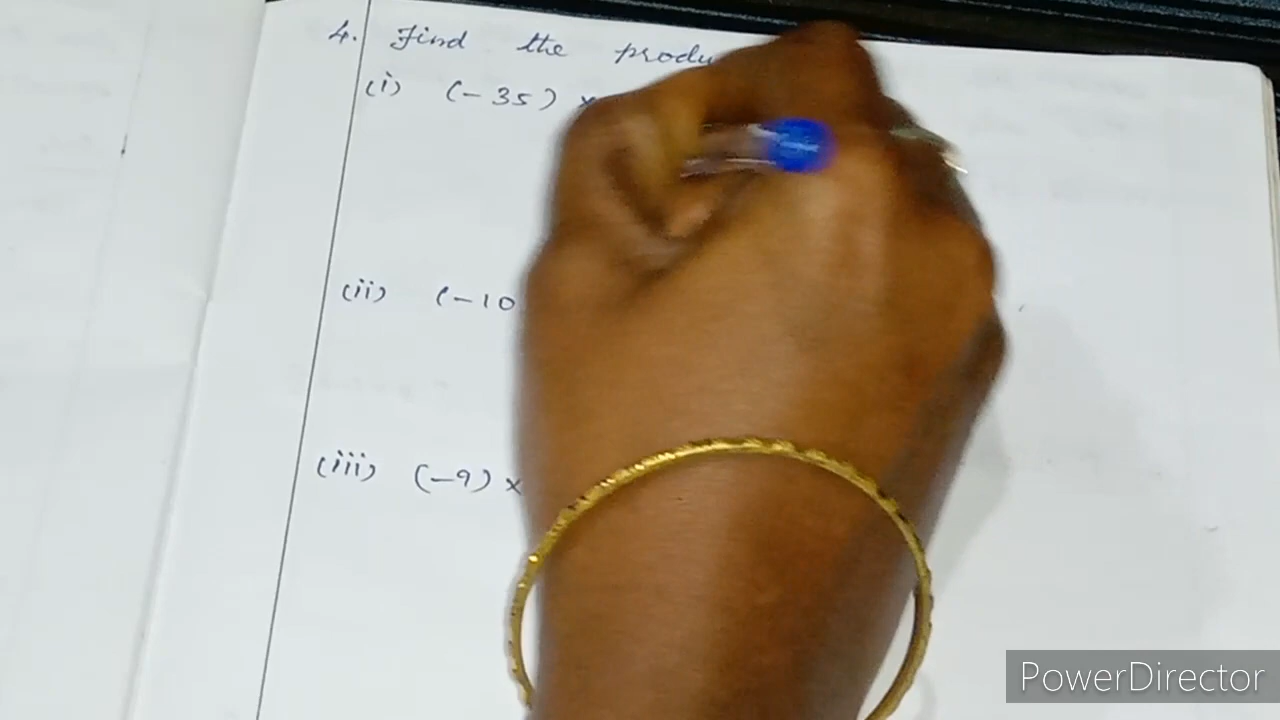 4. Find the produ
(i) (-35) ×
(ii) (-10
(iii) (-9) ×
PowerDirector